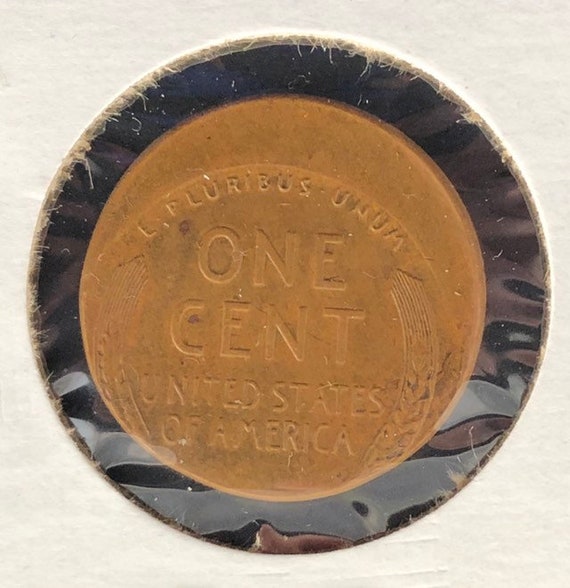 E · PLURIBUS · UNUM
ONE
CENT
UNITED STATES
OF AMERICA